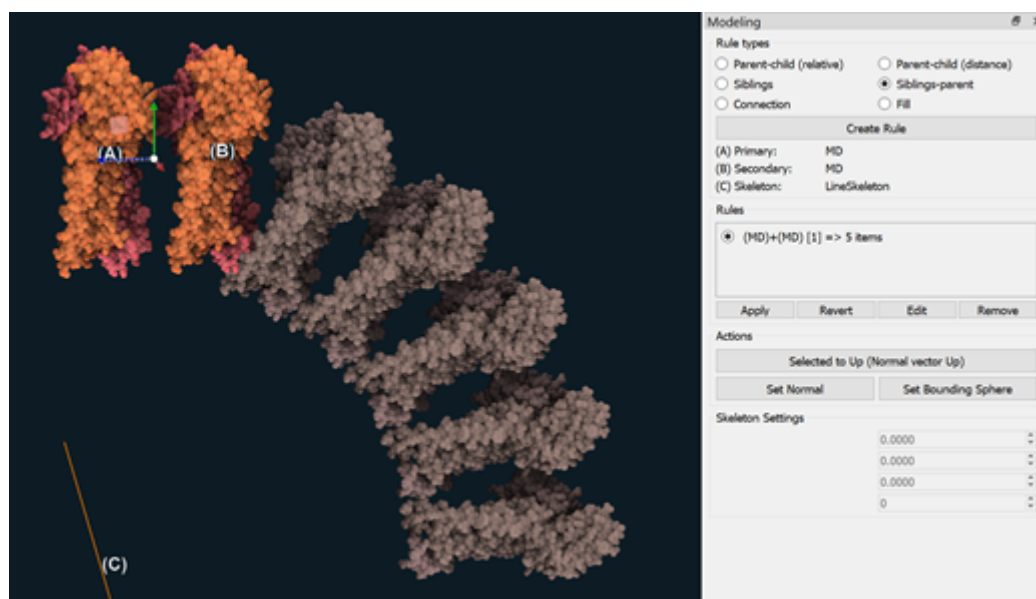 Modeling
Rule types
Parent-child (relative) Parent-child (distance)
Siblings Siblings-parent
Connection Fill
Create Rule
(A) Primary: MD
(B) Secondary: MD
(C) Skeleton: LineSkeleton
Rules
(MD)+(MD) [1] => 5 items
Apply Revert Edit Remove
Actions
Selected to Up (Normal vector Up)
Set Normal Set Bounding Sphere
Skeleton Settings
0.0000
0.0000
0.0000
0
(A) (B)
(C)